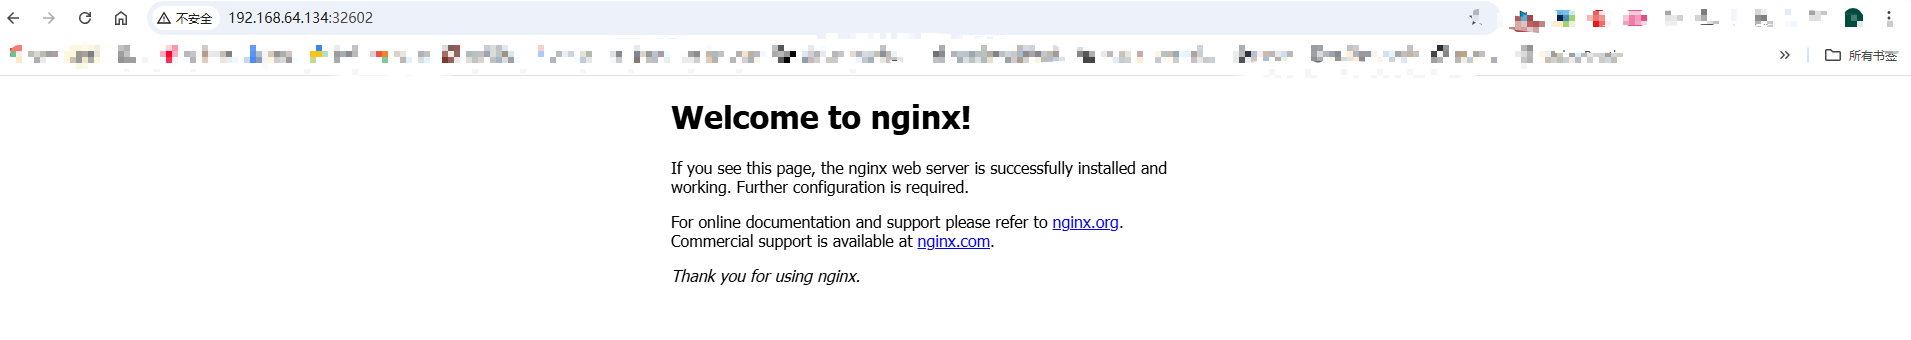 不安全
192.168.64.134:32602
所有书签
Welcome to nginx!
If you see this page, the nginx web server is successfully installed and
working. Further configuration is required.
For online documentation and support please refer to nginx.org.
Commercial support is available at nginx.com.
Thank you for using nginx.